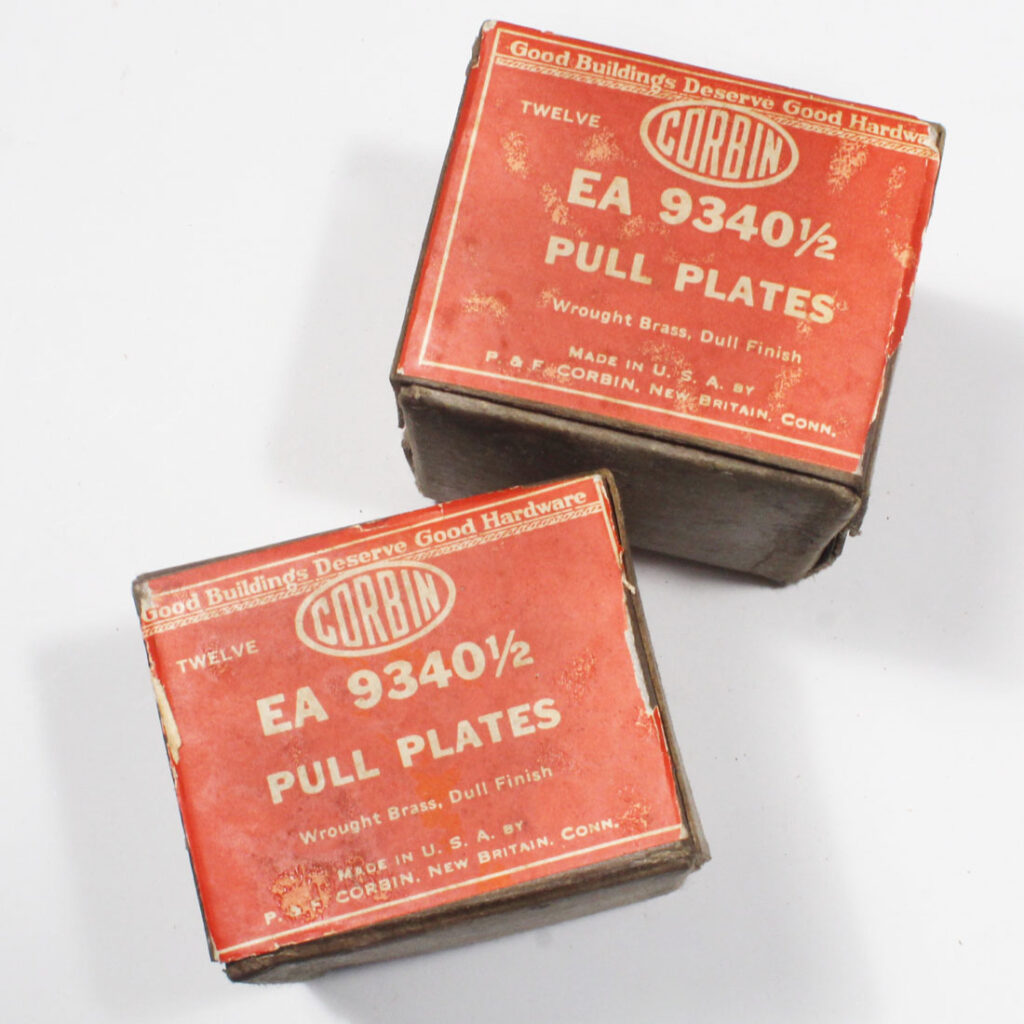 Good Buildings Deserve Good Hardwa
TWELVE
CORBIN
EA 9340½
PULL PLATES
Wrought Brass, Dull Finish
MADE IN U. S. A. BY
P. & F. CORBIN, NEW BRITAIN, CONN.
Good Buildings Deserve Good Hardware
TWELVE
CORBIN
EA 9340½
PULL PLATES
Wrought Brass, Dull Finish
MADE IN U. S. A. BY
P. & F. CORBIN, NEW BRITAIN, CONN.